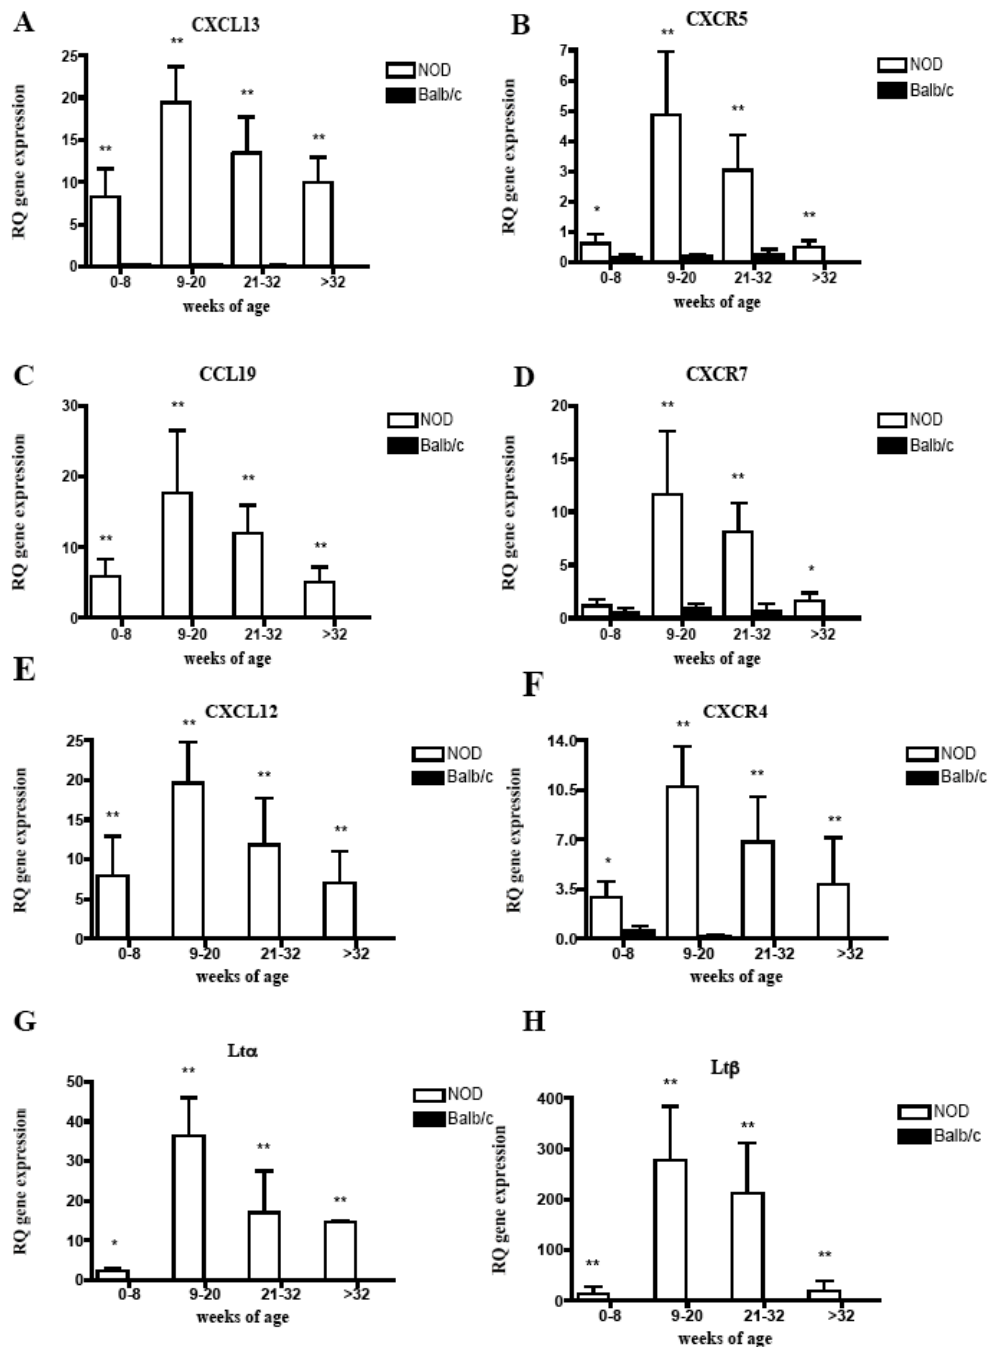 A
CXCL13
RQ gene expression
25
20
15
10
5
0
** ** ** **
NOD
Balb/c
0-8 9-20 21-32 >32
weeks of age
B
CXCR5
RQ gene expression
7
6
5
4
3
2
1
0
* ** ** **
NOD
Balb/c
0-8 9-20 21-32 >32
weeks of age
C
CCL19
RQ gene expression
30
20
10
0
** ** ** **
NOD
Balb/c
0-8 9-20 21-32 >32
weeks of age
D
CXCR7
RQ gene expression
20
15
10
5
0
** ** *
NOD
Balb/c
0-8 9-20 21-32 >32
weeks of age
E
CXCL12
RQ gene expression
25
20
15
10
5
0
** ** ** **
NOD
Balb/c
0-8 9-20 21-32 >32
weeks of age
F
CXCR4
RQ gene expression
14.0
10.5
7.0
3.5
0.0
* ** ** **
NOD
Balb/c
0-8 9-20 21-32 >32
weeks of age
G
Ltα
RQ gene expression
50
40
30
20
10
0
* ** ** **
NOD
Balb/c
0-8 9-20 21-32 >32
weeks of age
H
Ltβ
RQ gene expression
400
300
200
100
0
** ** ** **
NOD
Balb/c
0-8 9-20 21-32 >32
weeks of age